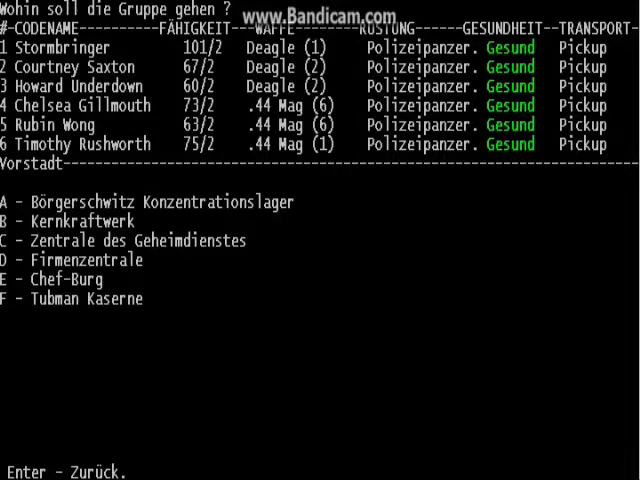 Wohin soll die Gruppe gehen ?
www.Bandicam.com
#-CODENAME----------FÄHIGKEIT---WAFFE-----------RÜSTUNG------GESUNDHEIT--TRANSPORT-
1 Stormbringer 101/2 Deagle (1) Polizeipanzer. Gesund Pickup
2 Courtney Saxton 67/2 Deagle (2) Polizeipanzer. Gesund Pickup
3 Howard Underdown 60/2 Deagle (2) Polizeipanzer. Gesund Pickup
4 Chelsea Gillmouth 73/2 .44 Mag (6) Polizeipanzer. Gesund Pickup
5 Rubin Wong 63/2 .44 Mag (6) Polizeipanzer. Gesund Pickup
6 Timothy Rushworth 75/2 .44 Mag (1) Polizeipanzer. Gesund Pickup
Vorstadt------------------------------------------------------------------------
A - Börgerschwitz Konzentrationslager
B - Kernkraftwerk
C - Zentrale des Geheimdienstes
D - Firmenzentrale
E - Chef-Burg
F - Tubman Kaserne
Enter - Zurück.